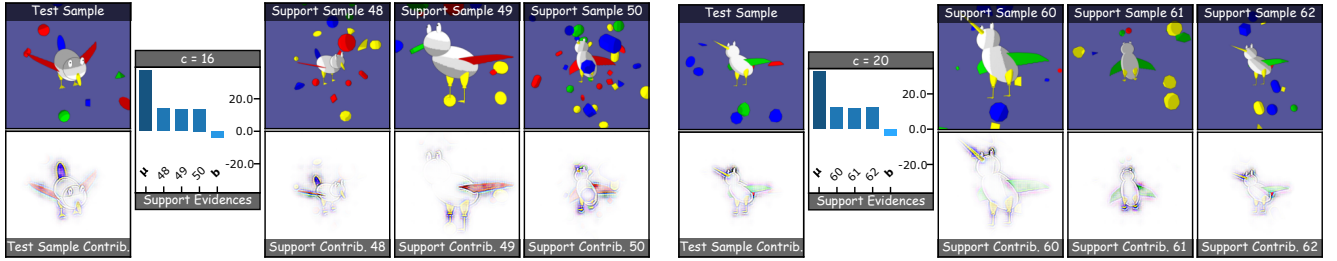 Test Sample
c = 16
20.0
0.0
-20.0
μ 48 49 50 b
Support Evidences
Test Sample Contrib.
Support Sample 48
Support Sample 49
Support Sample 50
Support Contrib. 48
Support Contrib. 49
Support Contrib. 50
Test Sample
c = 20
20.0
0.0
-20.0
μ 60 61 62 b
Support Evidences
Test Sample Contrib.
Support Sample 60
Support Sample 61
Support Sample 62
Support Contrib. 60
Support Contrib. 61
Support Contrib. 62